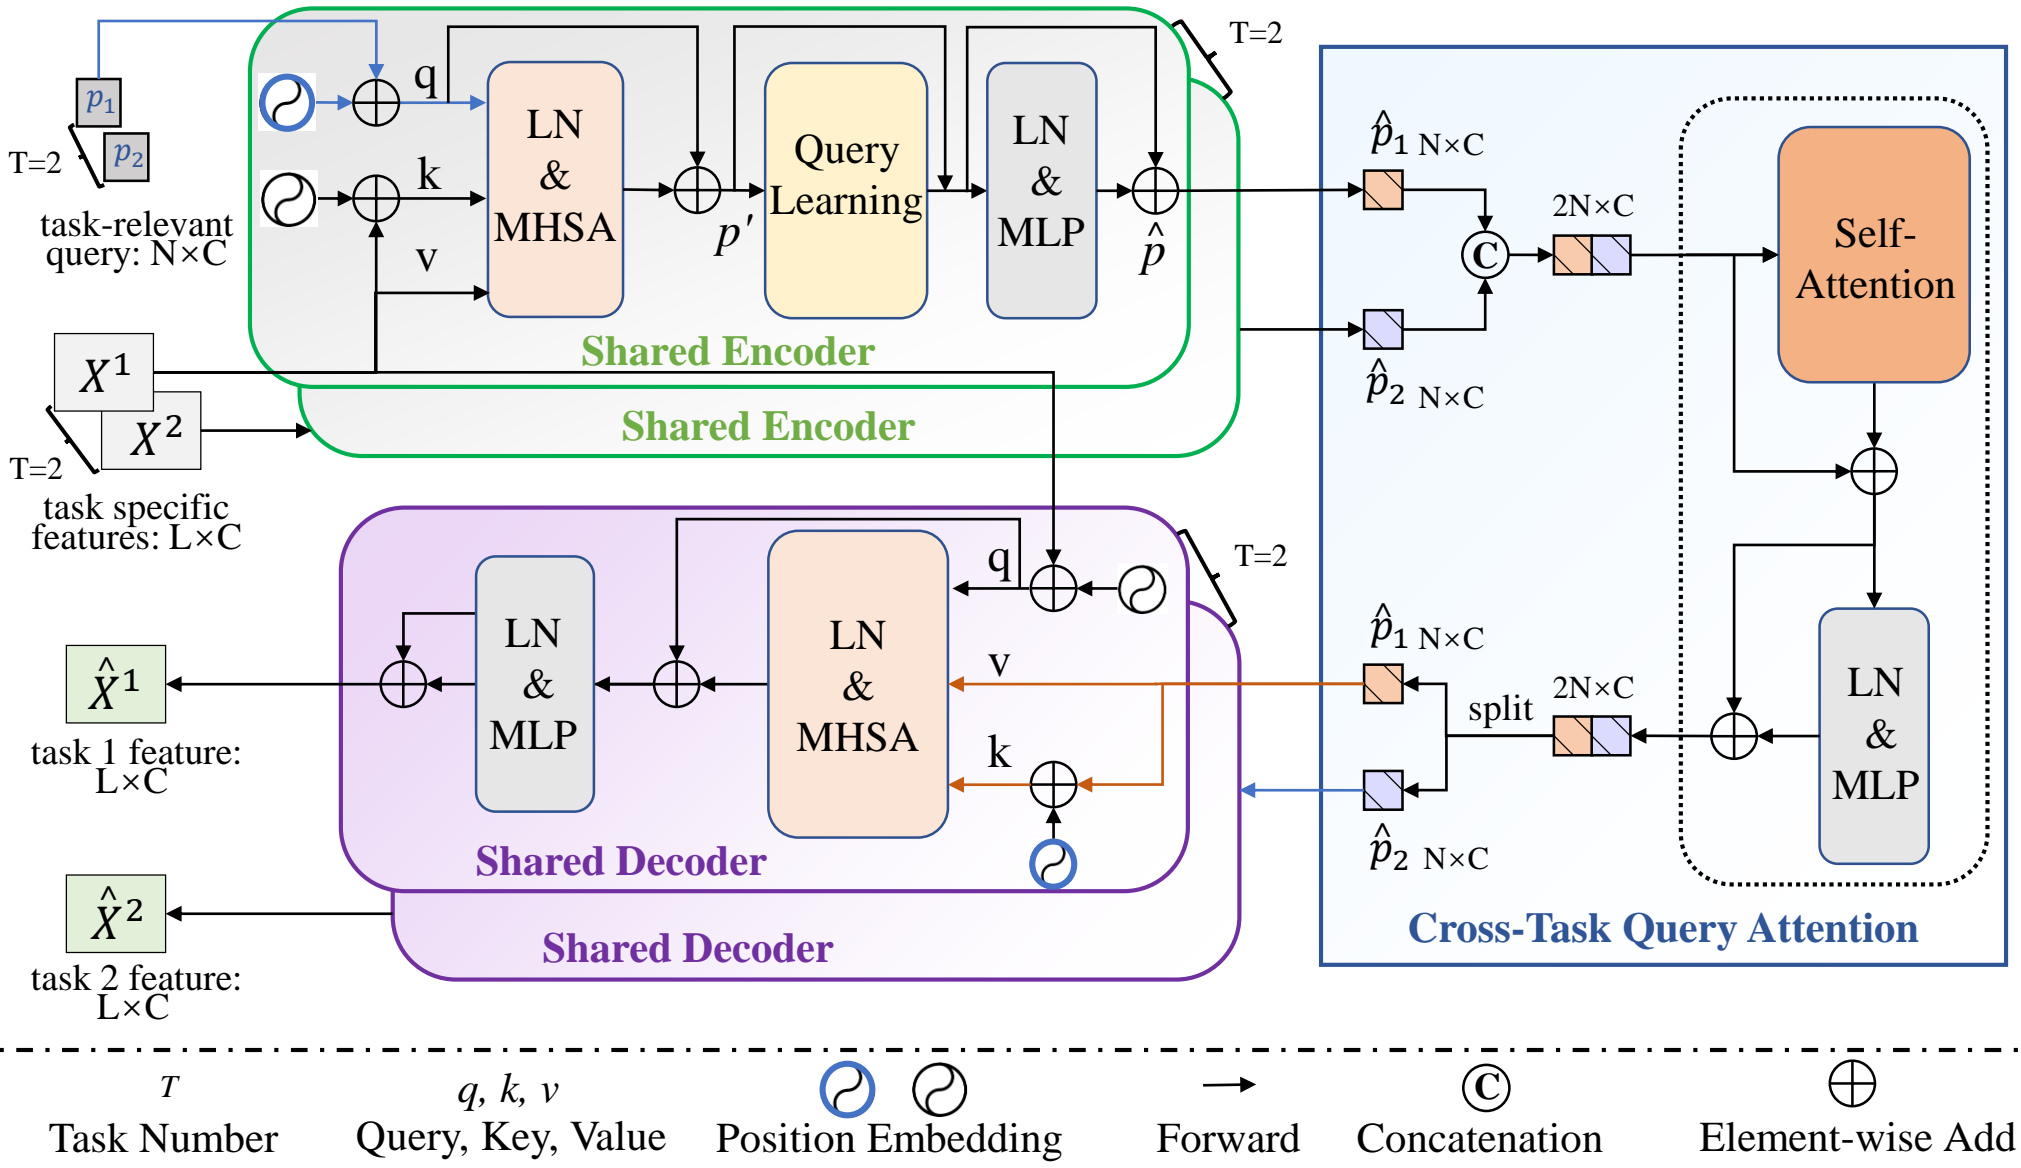 p₁
p₂
T=2
task-relevant
query: N×C
q
k
v
LN
&
MHSA
p′
Query
Learning
LN
&
MLP
p̂
Shared Encoder
Shared Encoder
T=2
X¹
X²
T=2
task specific
features: L×C
p̂₁ N×C
p̂₂ N×C
C
2N×C
Self-
Attention
LN
&
MLP
2N×C
split
p̂₁ N×C
p̂₂ N×C
Cross-Task Query Attention
T=2
q
v
k
LN
&
MHSA
LN
&
MLP
Shared Decoder
Shared Decoder
X̂¹
task 1 feature:
L×C
X̂²
task 2 feature:
L×C
T
Task Number
q, k, v
Query, Key, Value
Position Embedding
Forward
C
Concatenation
Element-wise Add